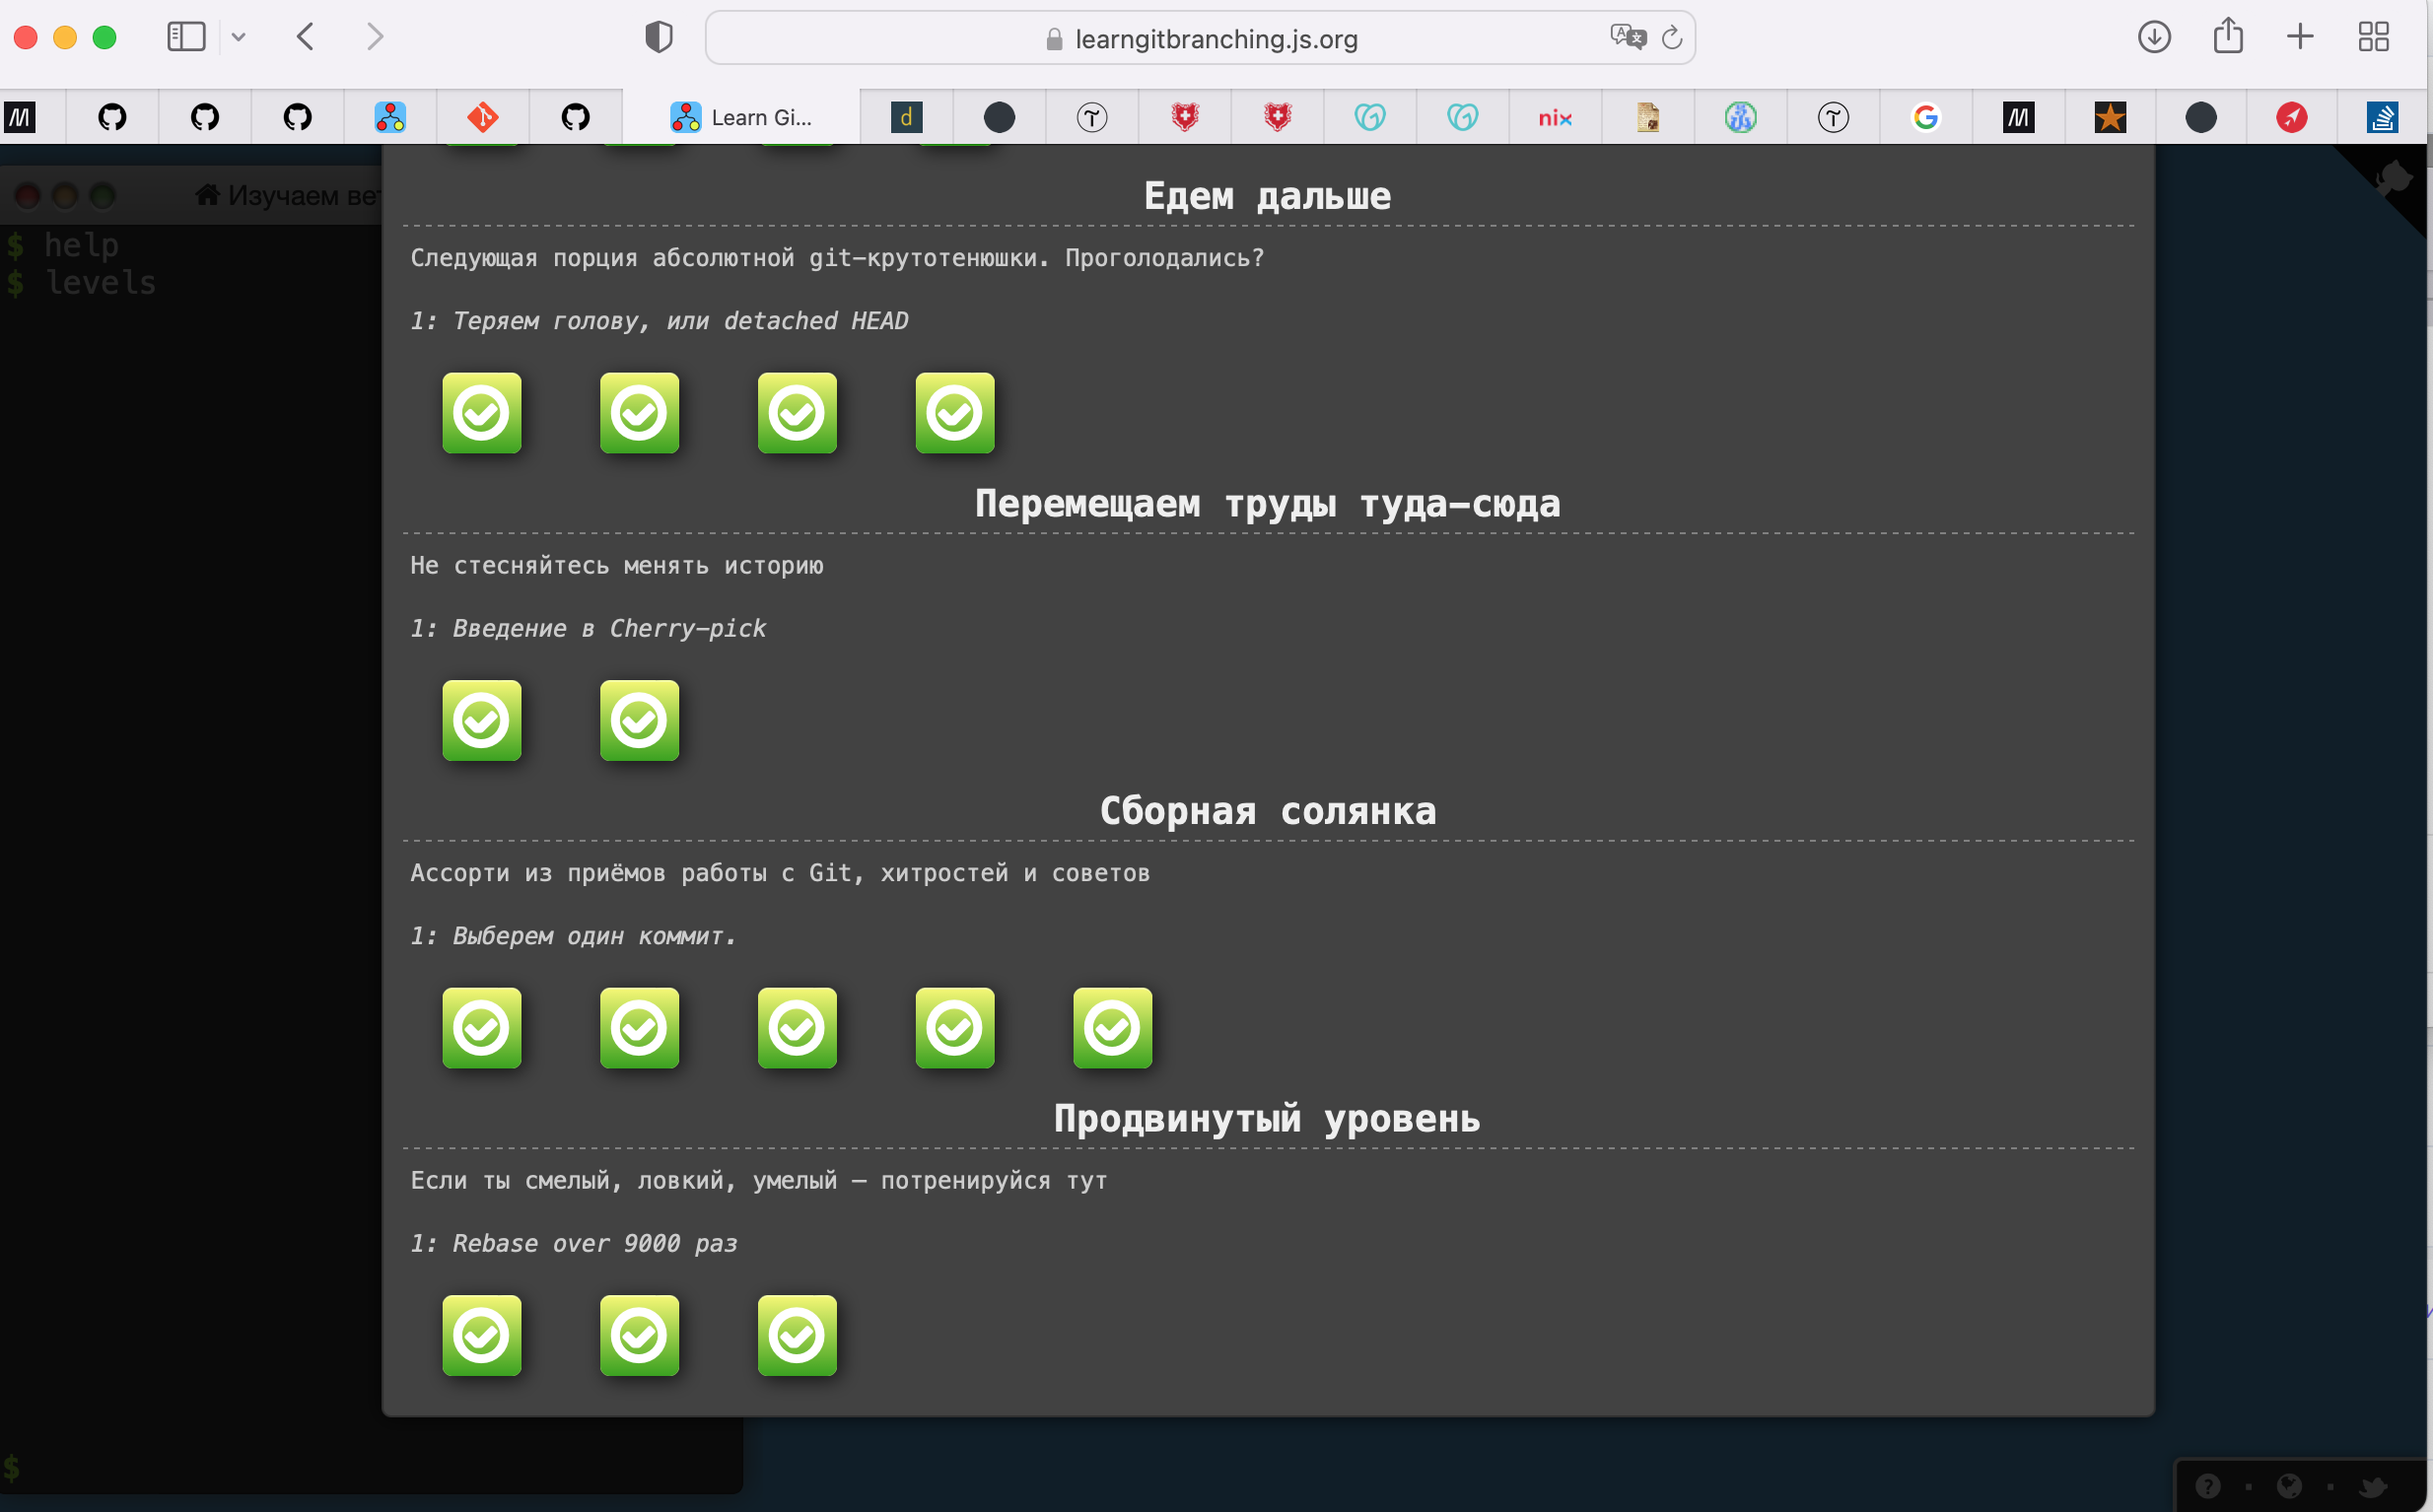 learngitbranching.js.org
Learn Gi...
d
nix
Изучаем вет
$ help
$ levels
Едем дальше
Следующая порция абсолютной git-крутотенюшки. Проголодались?
1: Теряем голову, или detached HEAD
Перемещаем труды туда-сюда
Не стесняйтесь менять историю
1: Введение в Cherry-pick
Сборная солянка
Ассорти из приёмов работы с Git, хитростей и советов
1: Выберем один коммит.
Продвинутый уровень
Если ты смелый, ловкий, умелый — потренируйся тут
1: Rebase over 9000 раз
$